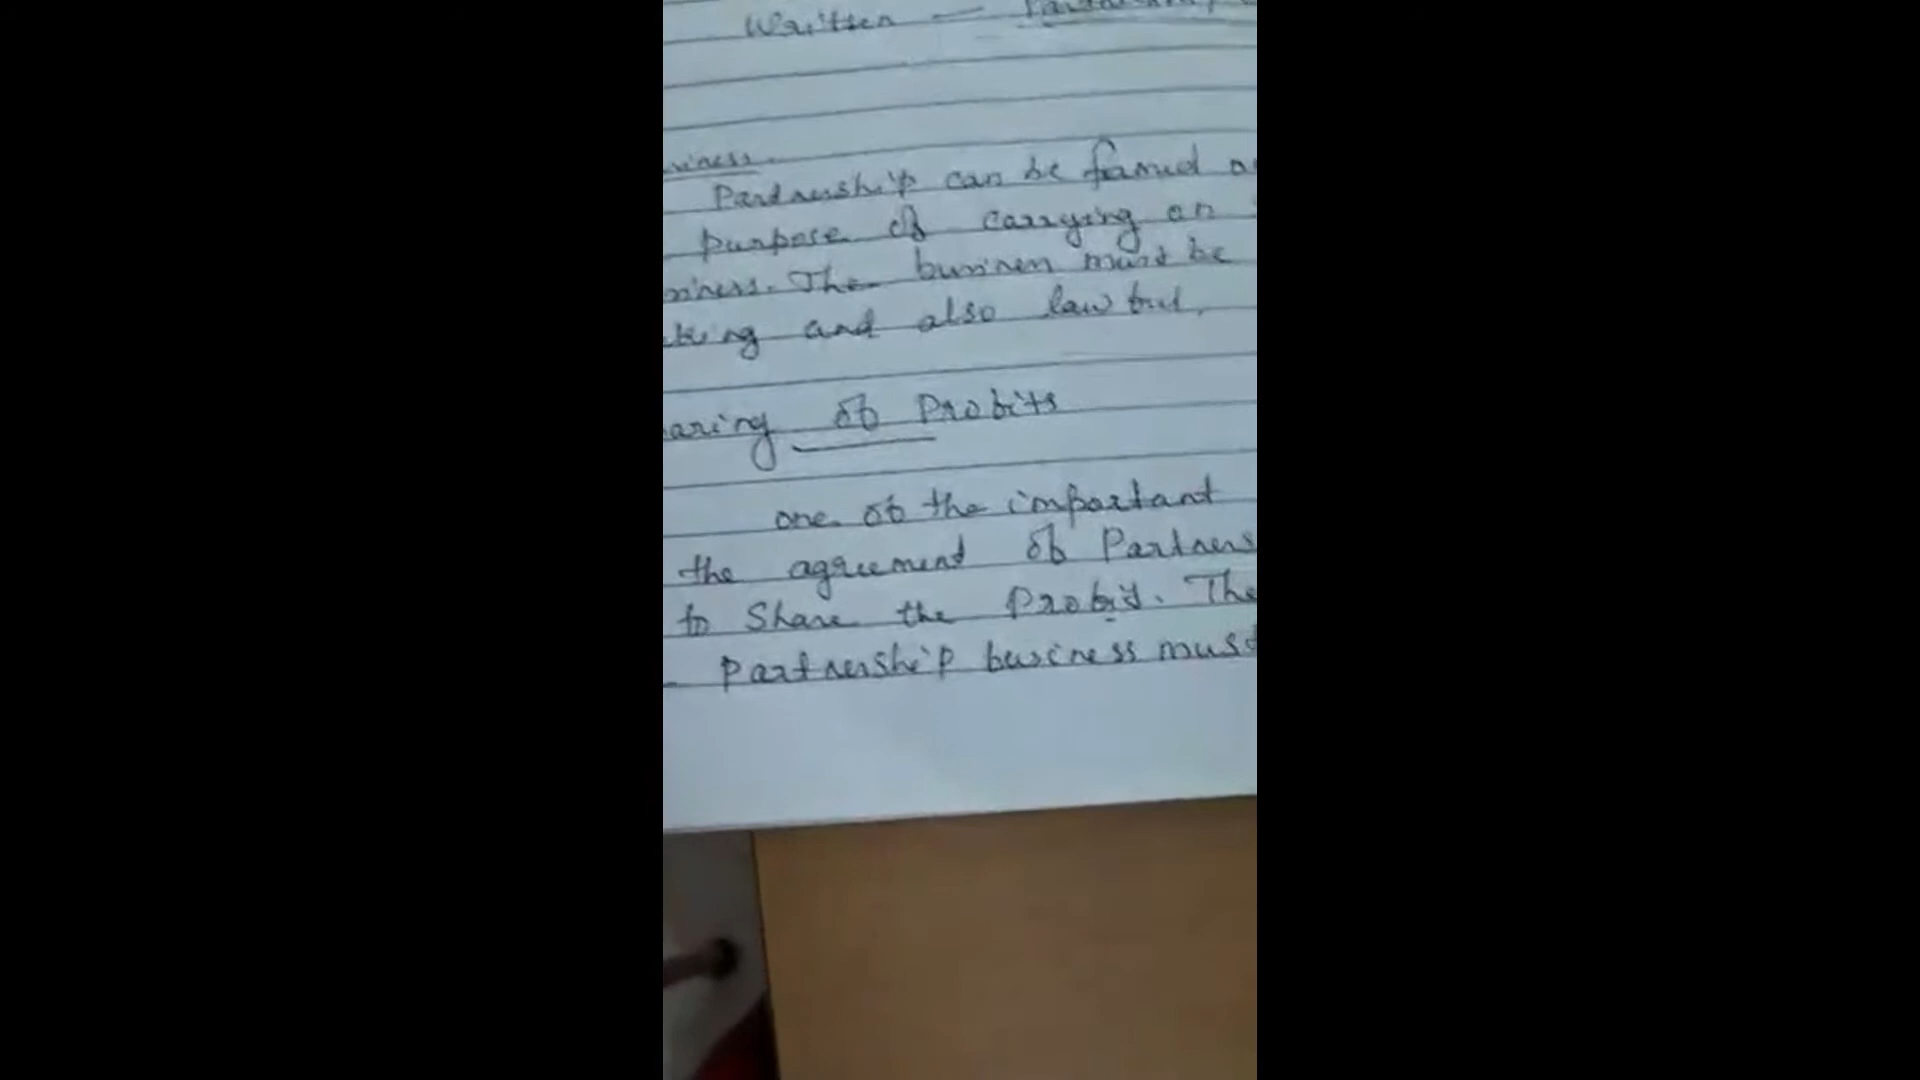 Written —
Partnership can be formed
purpose of carrying on
The business must be
and also lawful.
of Profits
one of the important
the agreement of Partners
to Share the Profit. The
Partnership business must